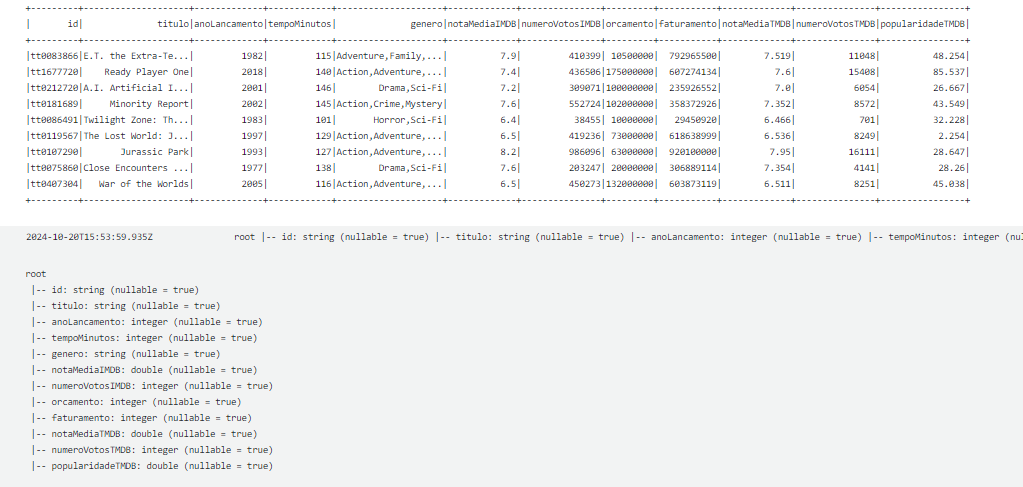 +---------+--------------------+-------------+------------+--------------------+-------------+---------------+---------+-----------+-------------+---------------+----------------+
| id| titulo|anoLancamento|tempoMinutos| genero|notaMediaIMDB|numeroVotosIMDB|orcamento|faturamento|notaMediaTMDB|numeroVotosTMDB|popularidadeTMDB|
+---------+--------------------+-------------+------------+--------------------+-------------+---------------+---------+-----------+-------------+---------------+----------------+
|tt0083866|E.T. the Extra-Te...| 1982| 115|Adventure,Family,...| 7.9| 410399| 10500000| 792965500| 7.519| 11048| 48.254|
|tt1677720| Ready Player One| 2018| 140|Action,Adventure,...| 7.4| 436506|175000000| 607274134| 7.6| 15408| 85.537|
|tt0212720|A.I. Artificial I...| 2001| 146| Drama,Sci-Fi| 7.2| 309071|100000000| 235926552| 7.0| 6054| 26.667|
|tt0181689| Minority Report| 2002| 145|Action,Crime,Mystery| 7.6| 552724|102000000| 358372926| 7.352| 8572| 43.549|
|tt0086491|Twilight Zone: Th...| 1983| 101| Horror,Sci-Fi| 6.4| 38455| 10000000| 29450920| 6.466| 701| 32.228|
|tt0119567|The Lost World: J...| 1997| 129|Action,Adventure,...| 6.5| 419236| 73000000| 618638999| 6.536| 8249| 2.254|
|tt0107290| Jurassic Park| 1993| 127|Action,Adventure,...| 8.2| 986096| 63000000| 920100000| 7.95| 16111| 28.647|
|tt0075860|Close Encounters ...| 1977| 138| Drama,Sci-Fi| 7.6| 203247| 20000000| 306889114| 7.354| 4141| 28.26|
|tt0407304| War of the Worlds| 2005| 116|Action,Adventure,...| 6.5| 450273|132000000| 603873119| 6.511| 8251| 45.038|
+---------+--------------------+-------------+------------+--------------------+-------------+---------------+---------+-----------+-------------+---------------+----------------+
2024-10-20T15:53:59.935Z root |-- id: string (nullable = true) |-- titulo: string (nullable = true) |-- anoLancamento: integer (nullable = true) |-- tempoMinutos: integer (nul
root
|-- id: string (nullable = true)
|-- titulo: string (nullable = true)
|-- anoLancamento: integer (nullable = true)
|-- tempoMinutos: integer (nullable = true)
|-- genero: string (nullable = true)
|-- notaMediaIMDB: double (nullable = true)
|-- numeroVotosIMDB: integer (nullable = true)
|-- orcamento: integer (nullable = true)
|-- faturamento: integer (nullable = true)
|-- notaMediaTMDB: double (nullable = true)
|-- numeroVotosTMDB: integer (nullable = true)
|-- popularidadeTMDB: double (nullable = true)